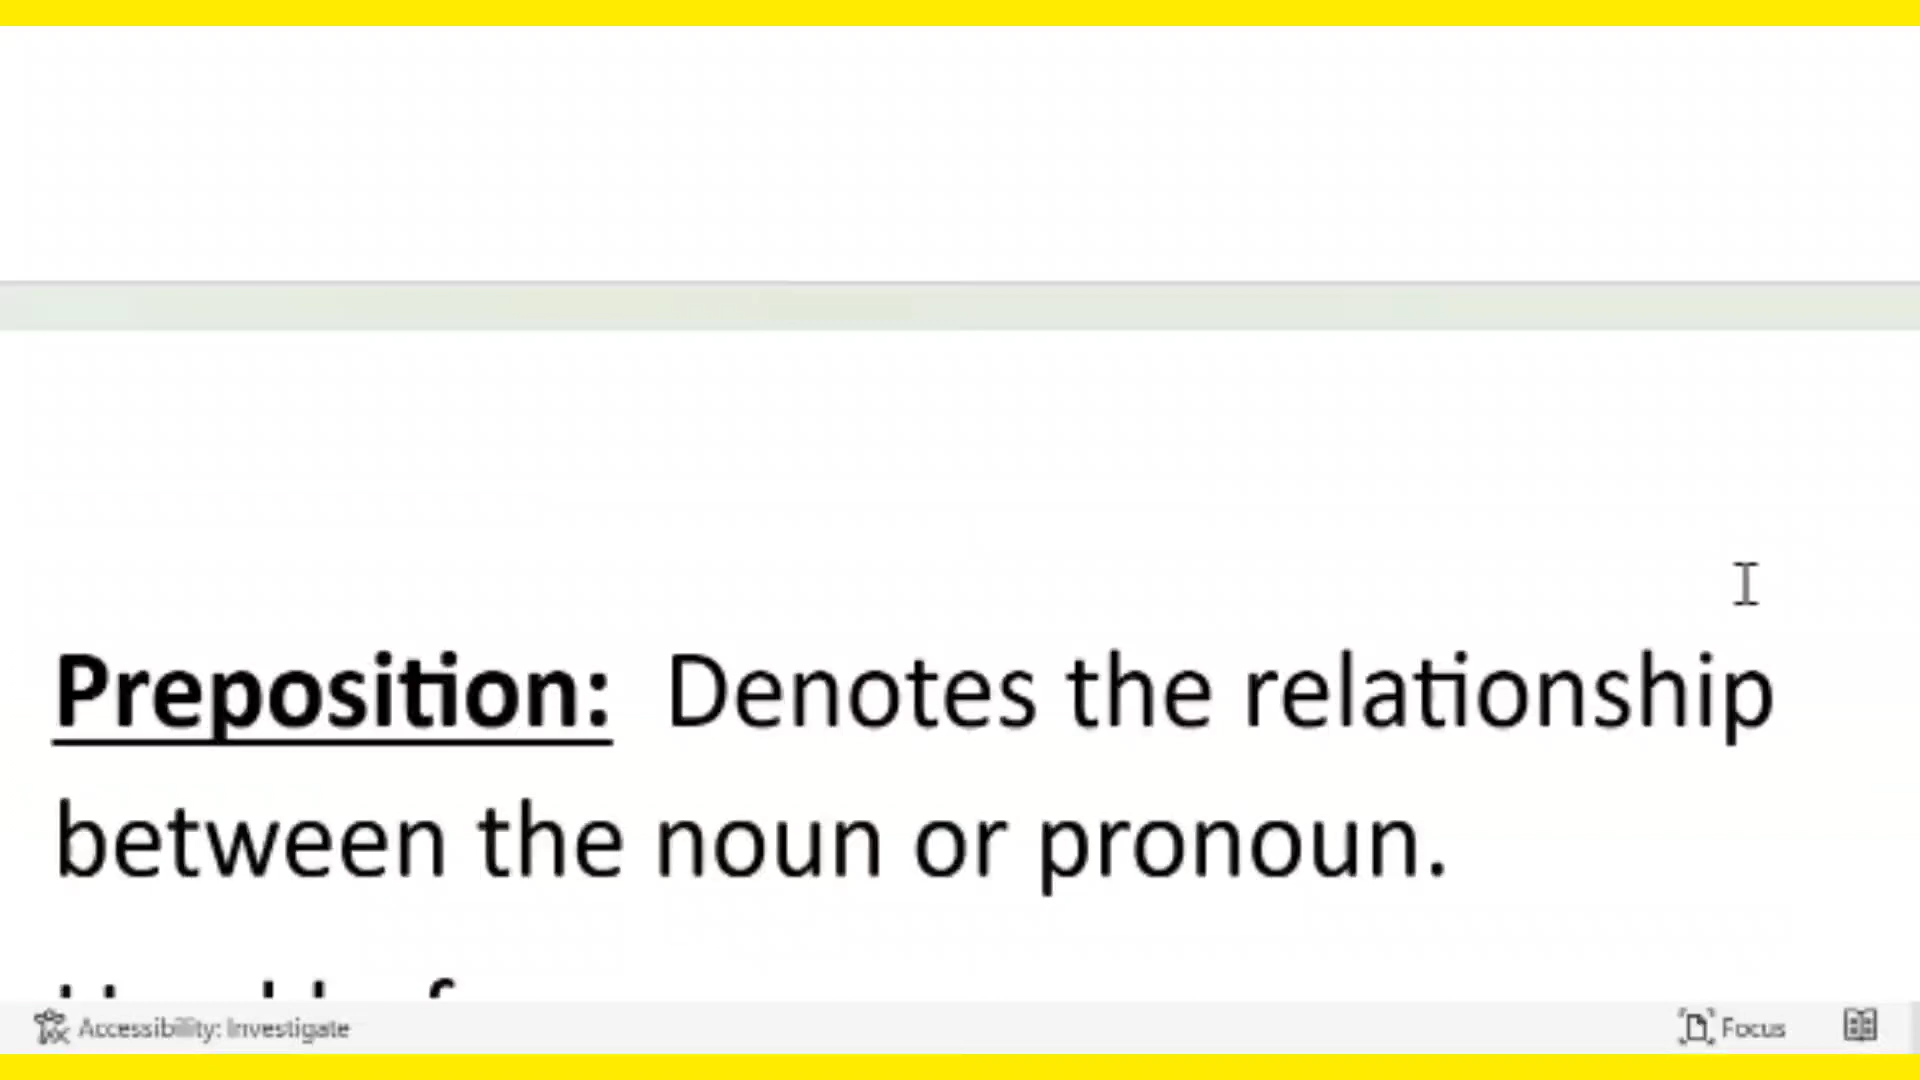 Preposition: Denotes the relationship
between the noun or pronoun.
Accessibility: Investigate
Focus